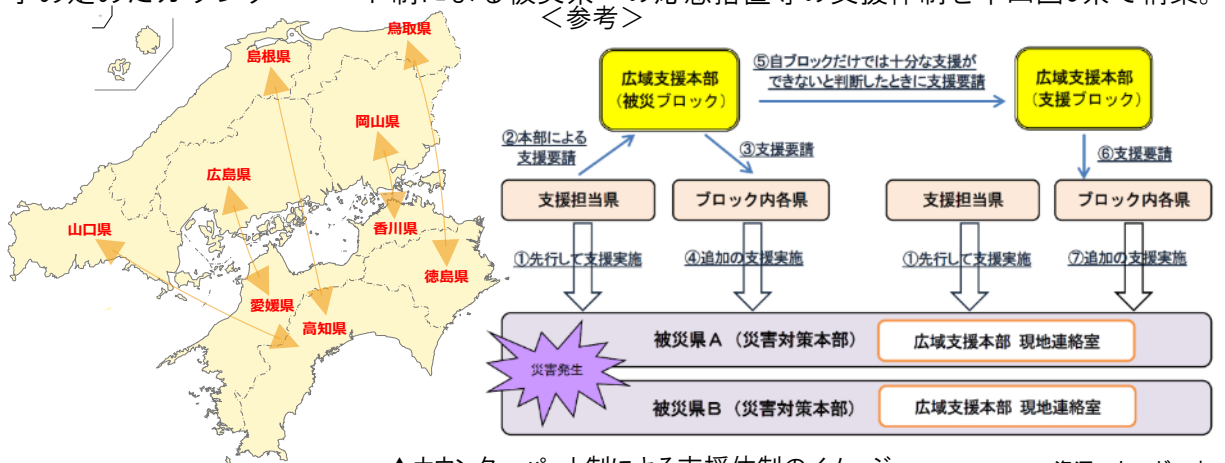 <参考>
鳥取県
島根県
岡山県
広島県
山口県
香川県
徳島県
愛媛県
高知県
広域支援本部
(被災ブロック)
⑤自ブロックだけでは十分な支援が
できないと判断したときに支援要請
広域支援本部
(支援ブロック)
②本部による
支援要請
③支援要請
⑥支援要請
支援担当県
ブロック内各県
支援担当県
ブロック内各県
①先行して支援実施
④追加の支援実施
①先行して支援実施
⑦追加の支援実施
災害発生
被災県A(災害対策本部)
広域支援本部 現地連絡室
被災県B(災害対策本部)
広域支援本部 現地連絡室